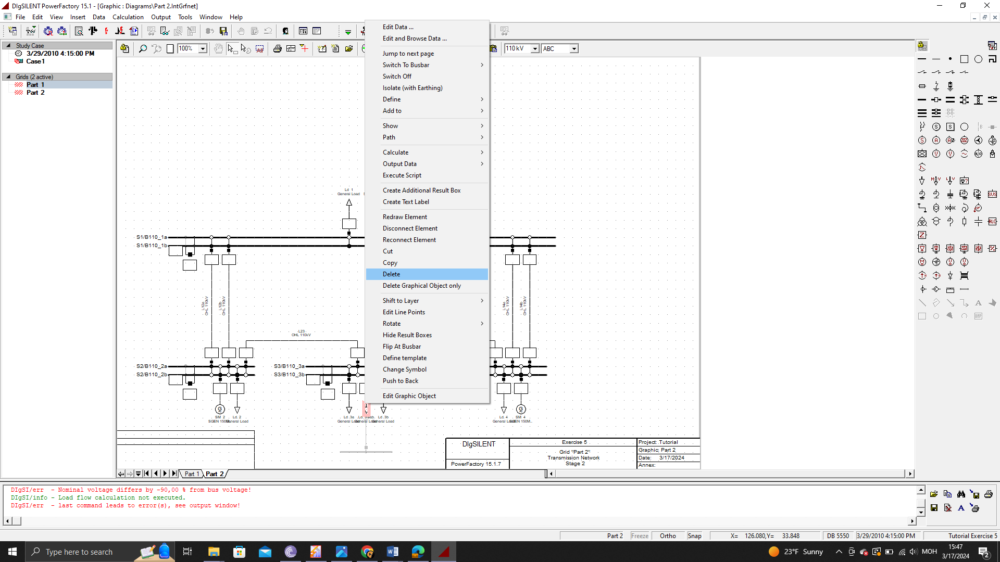 DIgSILENT PowerFactory 15.1 - [Graphic : Diagrams\Part 2.IntGrfnet]
File Edit View Insert Data Calculation Output Tools Window Help
100%
110 kV
ABC
Study Case
3/29/2010 4:15:00 PM
Case1
Grids (2 active)
Part 1
Part 2
Edit Data ...
Edit and Browse Data ...
Jump to next page
Switch To Busbar
Switch Off
Isolate (with Earthing)
Define
Add to
Show
Path
Calculate
Output Data
Execute Script
Create Additional Result Box
Create Text Label
Redraw Element
Disconnect Element
Reconnect Element
Cut
Copy
Delete
Delete Graphical Object only
Shift to Layer
Edit Line Points
Rotate
Hide Result Boxes
Flip At Busbar
Define template
Change Symbol
Push to Back
Edit Graphic Object
Ld 1
General Load
S1/B110_1a
S1/B110_1b
L12a
OHL 110kV
L12b
OHL 110kV
L14a
OHL 110kV
L14b
OHL 110kV
L23
OHL 110kV
S2/B110_2a
S2/B110_2b
S3/B110_3a
S3/B110_3b
G
SM 2
Ld. 2
General Load
Ld .3a
General Load
Ld .3b
General Load
Ld. 4
G
SM 4
DIgSILENT
PowerFactory 15.1.7
Exercise 5
Grid "Part 2"
Transmission Network
Stage 2
Project: Tutorial
Graphic: Part 2
Date: 3/17/2024
Annex:
Part 1
Part 2
DIgSI/err - Nominal voltage differs by -90,00 % from bus voltage!
DIgSI/info - Load flow calculation not executed.
DIgSI/err - last command leads to error(s), see output window!
Part 2 Freeze Ortho Snap X= 126.080,Y= 33.848 DB 5550 3/29/2010 4:15:00 PM Tutorial Exercise 5
Type here to search
23°F Sunny
МОН
15:47
3/17/2024
2